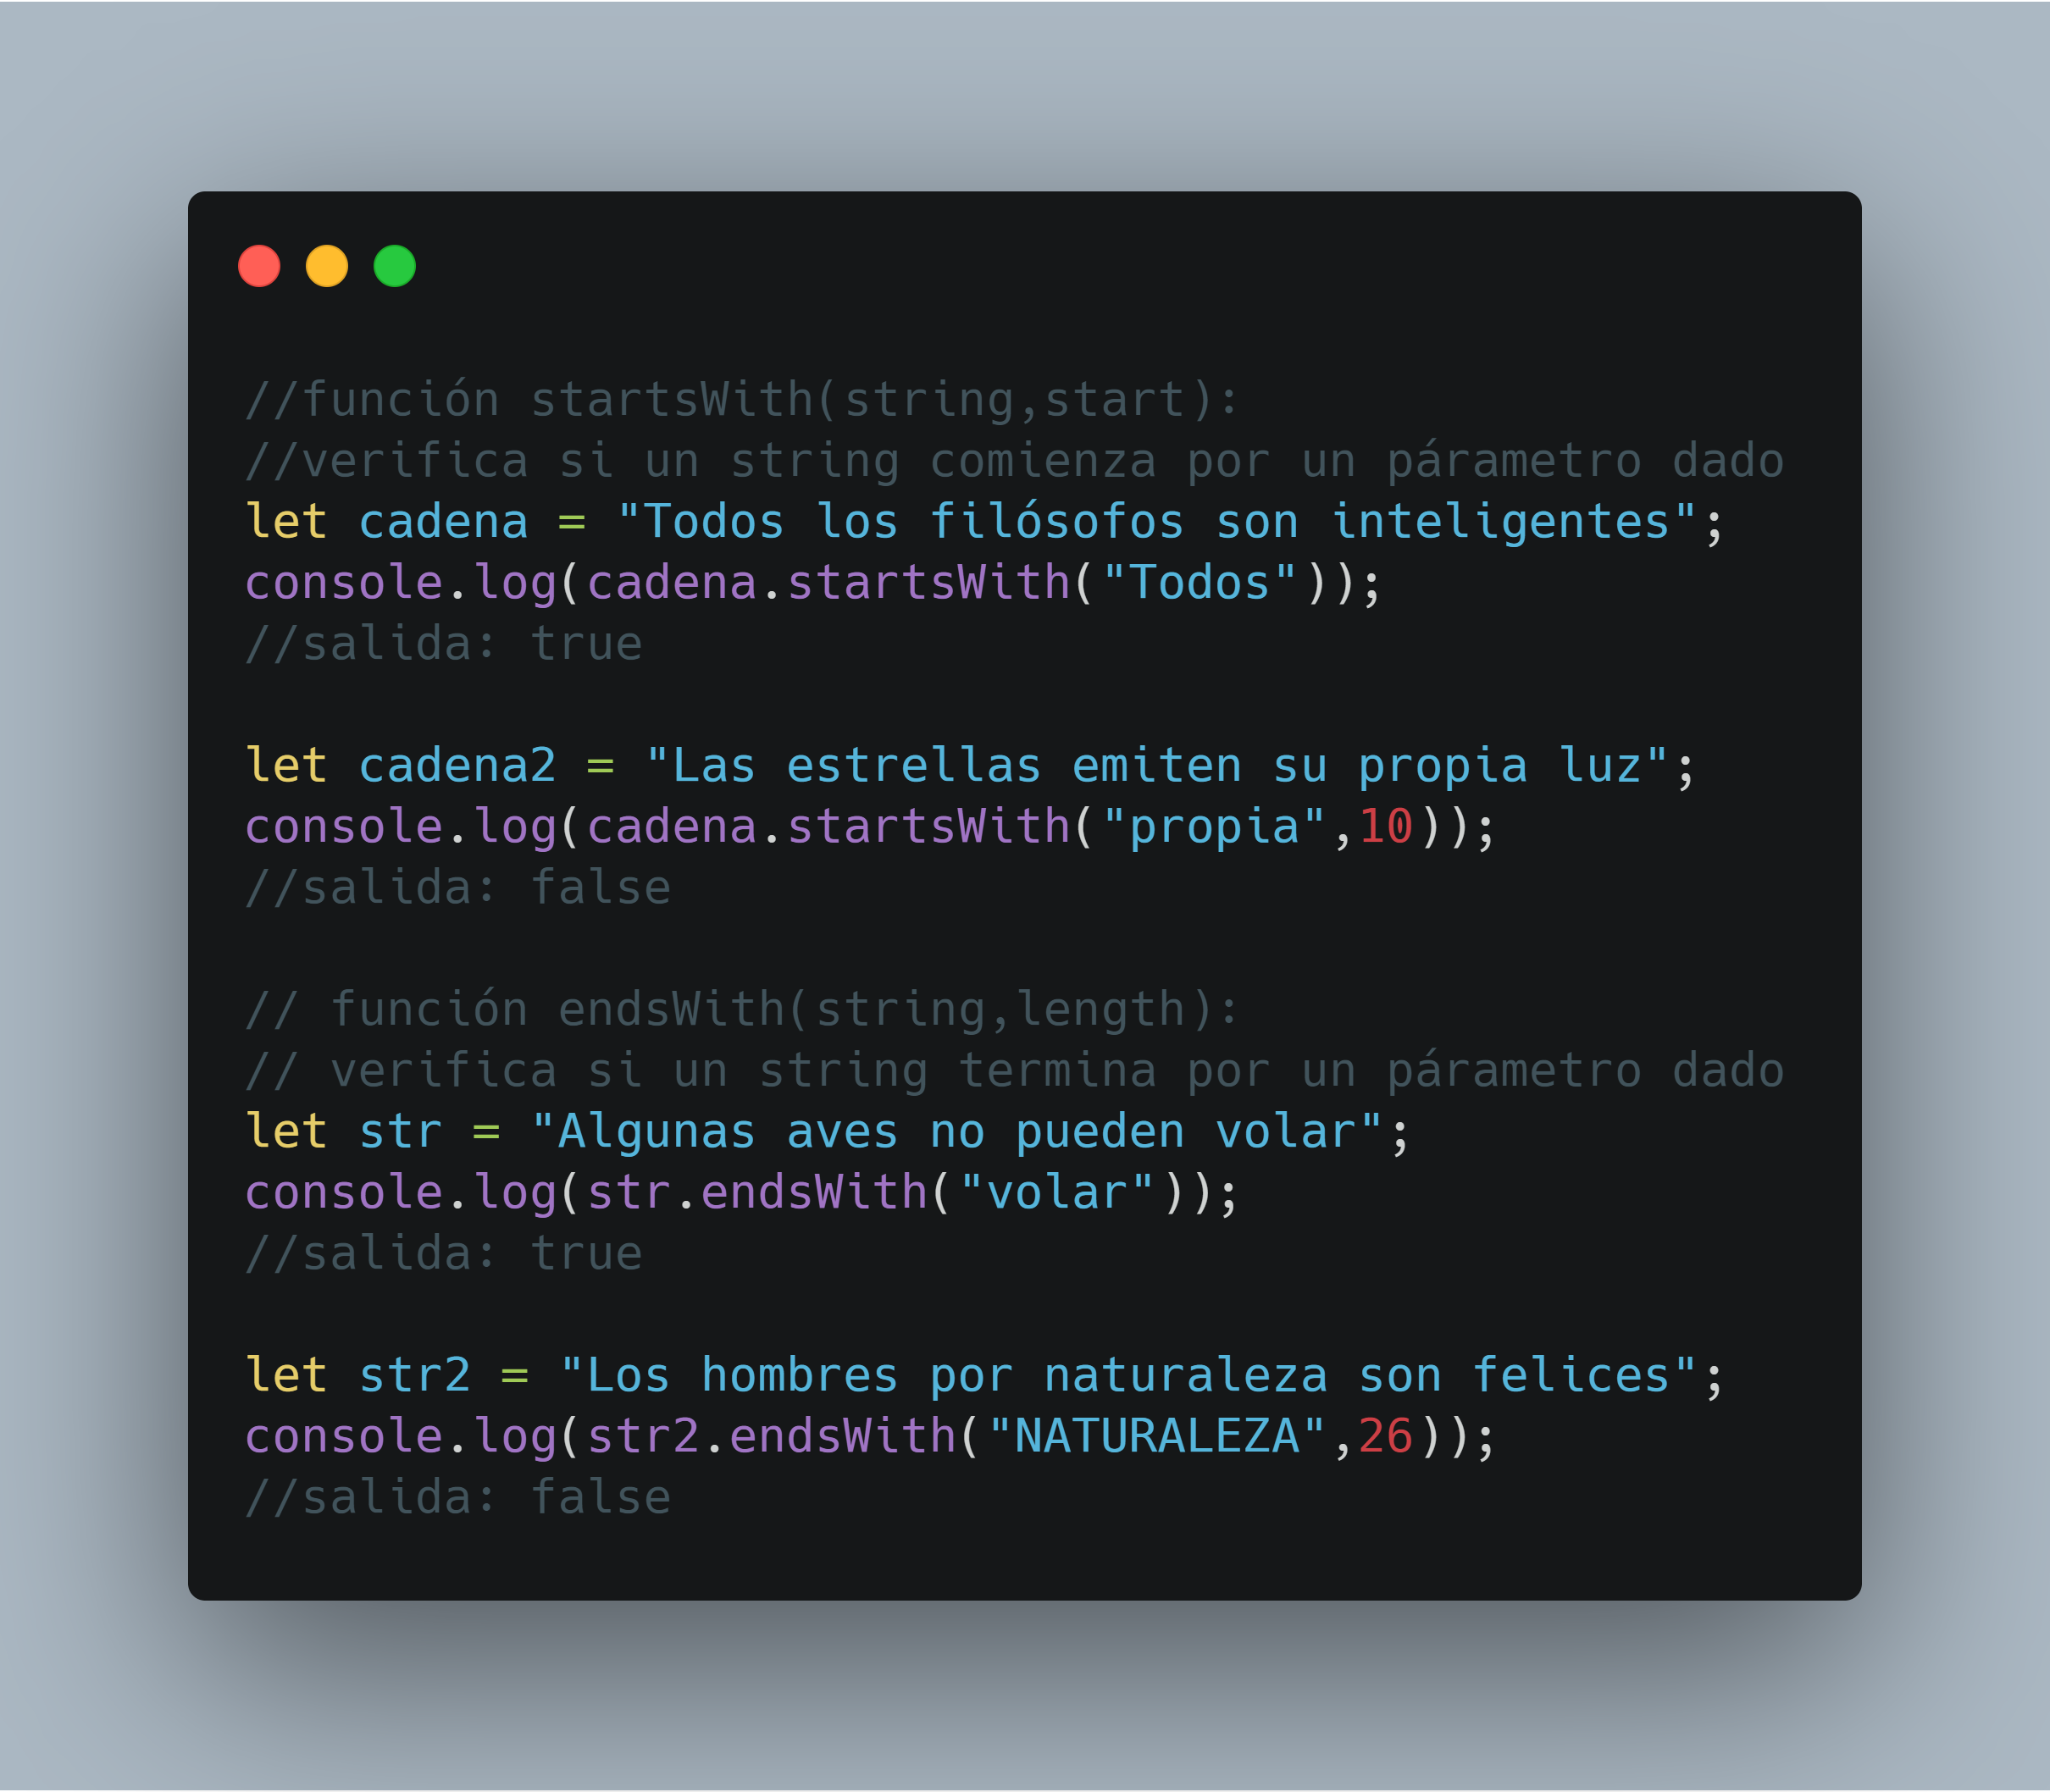 //función startsWith(string,start):
//verifica si un string comienza por un párametro dado
let cadena = "Todos los filósofos son inteligentes";
console.log(cadena.startsWith("Todos"));
//salida: true
let cadena2 = "Las estrellas emiten su propia luz";
console.log(cadena.startsWith("propia",10));
//salida: false
// función endsWith(string,length):
// verifica si un string termina por un párametro dado
let str = "Algunas aves no pueden volar";
console.log(str.endsWith("volar"));
//salida: true
let str2 = "Los hombres por naturaleza son felices";
console.log(str2.endsWith("NATURALEZA",26));
//salida: false